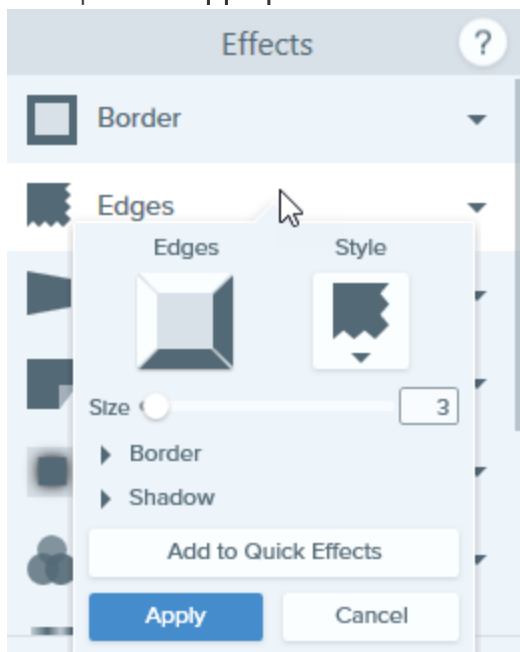 Effects ?
Border
Edges
Edges Style
Size 3
Border
Shadow
Add to Quick Effects
Apply Cancel